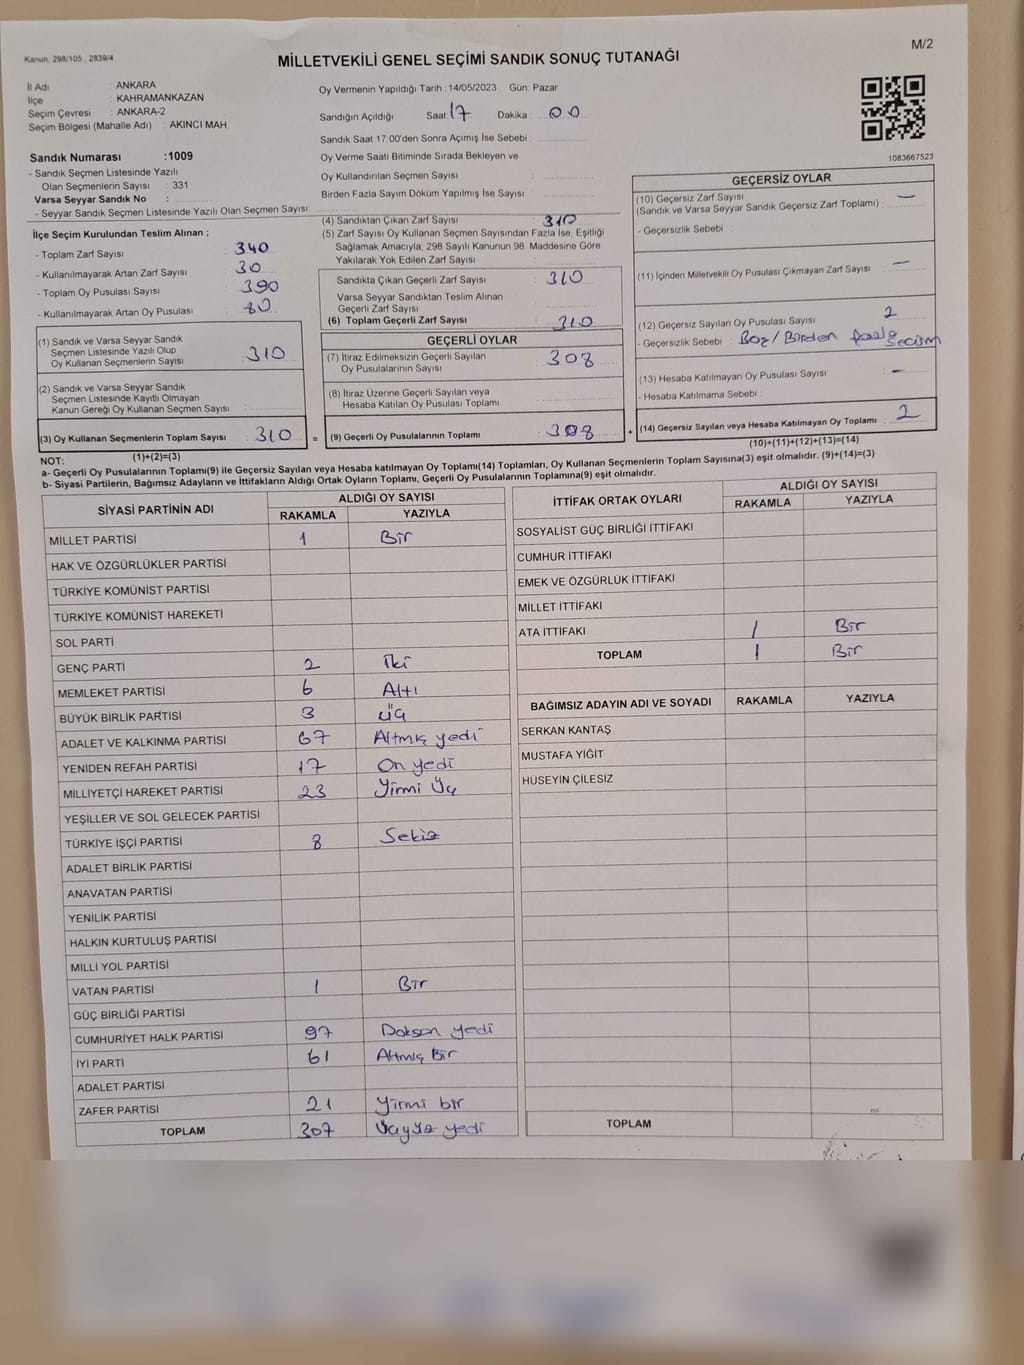 Kanun, 298/105 , 2839/4
MİLLETVEKİLİ GENEL SEÇİMİ SANDIK SONUÇ TUTANAĞI
M/2
İl Adı : ANKARA
İlçe : KAHRAMANKAZAN
Seçim Çevresi : ANKARA-2
Seçim Bölgesi (Mahalle Adı) : AKINCI MAH.
Sandık Numarası :1009
- Sandık Seçmen Listesinde Yazılı
Olan Seçmenlerin Sayısı : 331
Varsa Seyyar Sandık No :
- Seyyar Sandık Seçmen Listesinde Yazılı Olan Seçmen Sayısı:
Oy Vermenin Yapıldığı Tarih : 14/05/2023 Gün: Pazar
Sandığın Açıldığı Saat: 17 Dakika : 00
Sandık Saat 17:00'den Sonra Açımış İse Sebebi :
Oy Verme Saati Bitiminde Sırada Bekleyen ve
Oy Kullandırılan Seçmen Sayısı :
Birden Fazla Sayım Döküm Yapılmış İse Sayısı :
1083667523
İlçe Seçim Kurulundan Teslim Alınan ;
- Toplam Zarf Sayısı : 340
- Kullanılmayarak Artan Zarf Sayısı : 30
- Toplam Oy Pusulası Sayısı : 390
- Kullanılmayarak Artan Oy Pusulası : 80
(1) Sandık ve Varsa Seyyar Sandık
Seçmen Listesinde Yazılı Olup
Oy Kullanan Seçmenlerin Sayısı : 310
(2) Sandık ve Varsa Seyyar Sandık
Seçmen Listesinde Kayıtlı Olmayan
Kanun Gereği Oy Kullanan Seçmen Sayısı :
(3) Oy Kullanan Seçmenlerin Toplam Sayısı : 310
(1)+(2)=(3)
(4) Sandıktan Çıkan Zarf Sayısı : 310
(5) Zarf Sayısı Oy Kullanan Seçmen Sayısından Fazla İse, Eşitliği
Sağlamak Amacıyla; 298 Sayılı Kanunun 98. Maddesine Göre
Yakılarak Yok Edilen Zarf Sayısı :
Sandıkta Çıkan Geçerli Zarf Sayısı : 310
Varsa Seyyar Sandıktan Teslim Alınan
Geçerli Zarf Sayısı :
(6) Toplam Geçerli Zarf Sayısı : 310
GEÇERLİ OYLAR
(7) İtiraz Edilmeksizin Geçerli Sayılan
Oy Pusulalarının Sayısı : 308
(8) İtiraz Üzerine Geçerli Sayılan veya
Hesaba Katılan Oy Pusulası Toplamı :
= (9) Geçerli Oy Pusulalarının Toplamı : 308
GEÇERSİZ OYLAR
(10) Geçersiz Zarf Sayısı
(Sandık ve Varsa Seyyar Sandık Geçersiz Zarf Toplamı) : —
- Geçersizlik Sebebi :
(11) İçinden Milletvekili Oy Pusulası Çıkmayan Zarf Sayısı : —
(12) Geçersiz Sayılan Oy Pusulası Sayısı : 2
- Geçersizlik Sebebi : Boş/Birden fazla seçim
(13) Hesaba Katılmayan Oy Pusulası Sayısı : —
- Hesaba Katılmama Sebebi :
+ (14) Geçersiz Sayılan veya Hesaba Katılmayan Oy Toplamı : 2
(10)+(11)+(12)+(13)=(14)
NOT:
a- Geçerli Oy Pusulalarının Toplamı(9) ile Geçersiz Sayılan veya Hesaba katılmayan Oy Toplamı(14) Toplamları, Oy Kullanan Seçmenlerin Toplam Sayısına(3) eşit olmalıdır. (9)+(14)=(3)
b- Siyasi Partilerin, Bağımsız Adayların ve İttifakların Aldığı Ortak Oyların Toplamı, Geçerli Oy Pusulalarının Toplamına(9) eşit olmalıdır.
SİYASİ PARTİNİN ADI ALDIĞI OY SAYISI
RAKAMLA YAZIYLA
MİLLET PARTİSİ 1 Bir
HAK VE ÖZGÜRLÜKLER PARTİSİ
TÜRKİYE KOMÜNİST PARTİSİ
TÜRKİYE KOMÜNİST HAREKETİ
SOL PARTİ
GENÇ PARTİ 2 İki
MEMLEKET PARTİSİ 6 Altı
BÜYÜK BİRLİK PARTİSİ 3 Üç
ADALET VE KALKINMA PARTİSİ 67 Altmış yedi
YENİDEN REFAH PARTİSİ 17 On yedi
MİLLİYETÇİ HAREKET PARTİSİ 23 Yirmi Üç
YEŞİLLER VE SOL GELECEK PARTİSİ
TÜRKİYE İŞÇİ PARTİSİ 8 Sekiz
ADALET BİRLİK PARTİSİ
ANAVATAN PARTİSİ
YENİLİK PARTİSİ
HALKIN KURTULUŞ PARTİSİ
MİLLİ YOL PARTİSİ
VATAN PARTİSİ 1 Bir
GÜÇ BİRLİĞİ PARTİSİ
CUMHURİYET HALK PARTİSİ 97 Doksan yedi
İYİ PARTİ 61 Altmış Bir
ADALET PARTİSİ
ZAFER PARTİSİ 21 Yirmi bir
TOPLAM 307 Üçyüz yedi
İTTİFAK ORTAK OYLARI ALDIĞI OY SAYISI
RAKAMLA YAZIYLA
SOSYALİST GÜÇ BİRLİĞİ İTTİFAKI
CUMHUR İTTİFAKI
EMEK VE ÖZGÜRLÜK İTTİFAKI
MİLLET İTTİFAKI
ATA İTTİFAKI 1 Bir
TOPLAM 1 Bir
BAĞIMSIZ ADAYIN ADI VE SOYADI RAKAMLA YAZIYLA
SERKAN KANTAŞ
MUSTAFA YİĞİT
HÜSEYİN ÇİLESİZ
TOPLAM